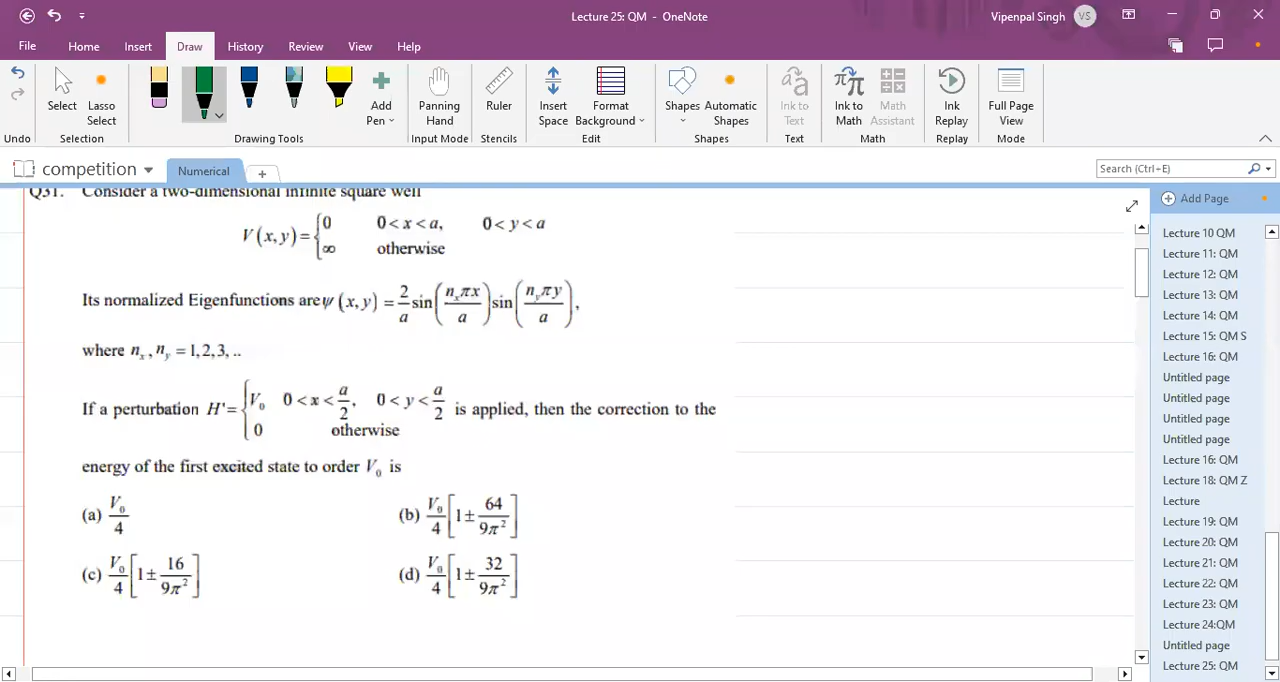 Lecture 25: QM - OneNote
Vipenpal Singh VS
File Home Insert Draw History Review View Help
Undo
Select
Lasso Select
Selection
Add Pen
Drawing Tools
Panning Hand
Input Mode
Ruler
Stencils
Insert Space
Format Background
Edit
Shapes
Automatic Shapes
Shapes
Ink to Text
Text
Ink to Math
Math Assistant
Math
Ink Replay
Replay
Full Page View
Mode
competition
Numerical
Search (Ctrl+E)
Q31. Consider a two-dimensional infinite square well
V(x,y) = { 0 0 < x < a, 0 < y < a
∞ otherwise
Its normalized Eigenfunctions are ψ(x,y) = 2/a sin(nₓπx/a) sin(n_yπy/a),
where nₓ, n_y = 1,2,3, ..
If a perturbation H' = { V₀ 0 < x < a/2, 0 < y < a/2
0 otherwise
is applied, then the correction to the
energy of the first excited state to order V₀ is
(a) V₀/4
(b) V₀/4 [1 ± 64/9π²]
(c) V₀/4 [1 ± 16/9π²]
(d) V₀/4 [1 ± 32/9π²]
Add Page
Lecture 10 QM
Lecture 11: QM
Lecture 12: QM
Lecture 13: QM
Lecture 14: QM
Lecture 15: QM S
Lecture 16: QM
Untitled page
Untitled page
Untitled page
Untitled page
Lecture 16: QM
Lecture 18: QM Z
Lecture
Lecture 19: QM
Lecture 20: QM
Lecture 21: QM
Lecture 22: QM
Lecture 23: QM
Lecture 24:QM
Untitled page
Lecture 25: QM